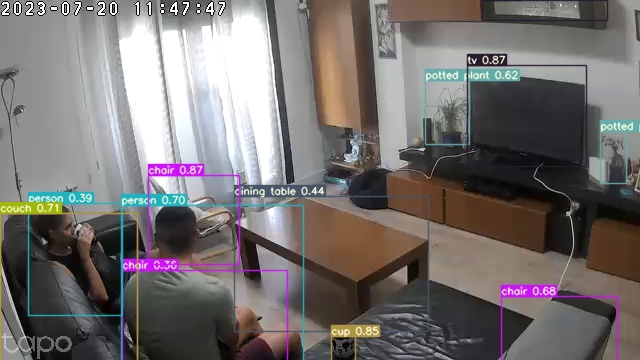 2023-07-20 11:47:47
tv 0.87
potted plant 0.62
potted
chair 0.87
dining table 0.44
person 0.39
person 0.70
couch 0.71
chair 0.36
chair 0.68
cup 0.85
tapo